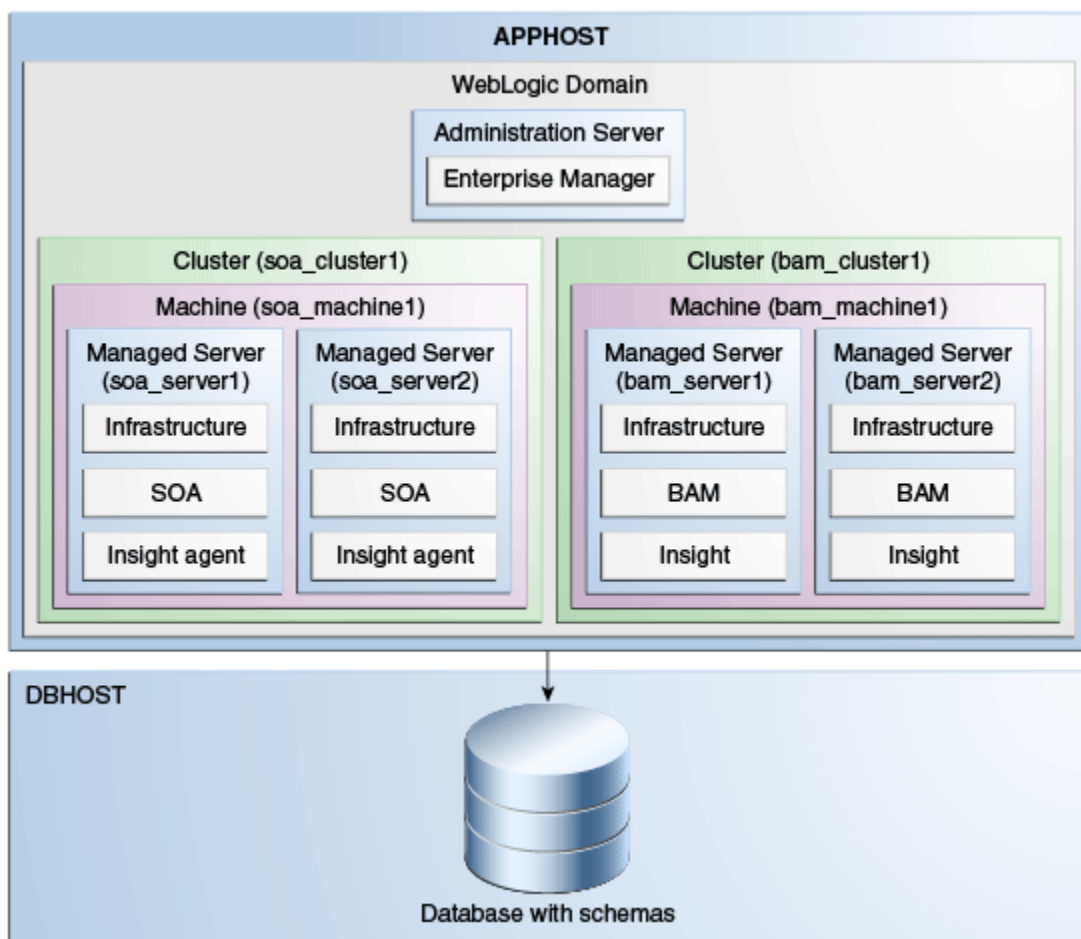 APPHOST
WebLogic Domain
Administration Server
Enterprise Manager
Cluster (soa_cluster1)
Machine (soa_machine1)
Managed Server
(soa_server1)
Infrastructure
SOA
Insight agent
Managed Server
(soa_server2)
Infrastructure
SOA
Insight agent
Cluster (bam_cluster1)
Machine (bam_machine1)
Managed Server
(bam_server1)
Infrastructure
BAM
Insight
Managed Server
(bam_server2)
Infrastructure
BAM
Insight
DBHOST
Database with schemas